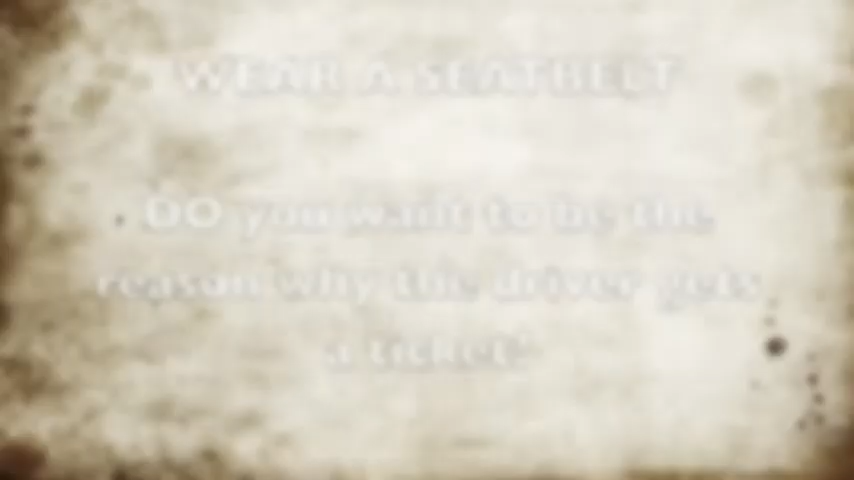 WEAR A SEATBELT
DO you want to be the
reason why the driver gets
a ticket?